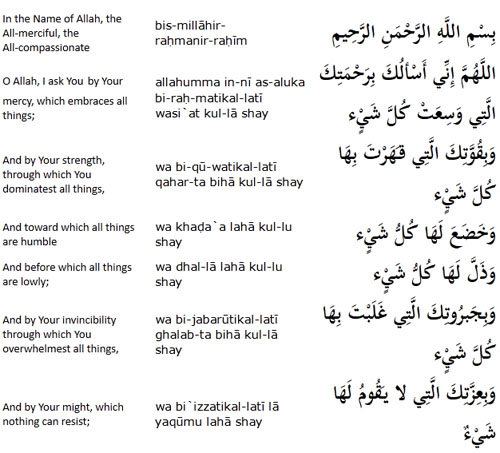 In the Name of Allah, the
All-merciful, the
All-compassionate
bis-millāhir-
raḥmanir-raḥīm
بِسْمِ اللَّهِ الرَّحْمَنِ الرَّحِيمِ
O Allah, I ask You by Your
mercy, which embraces all
things;
allahumma in-nī as-aluka
bi-raḥ-matikal-latī
wasi`at kul-lā shay
اللَّهُمَّ إِنِّي أَسْأَلُكَ بِرَحْمَتِكَ
الَّتِي وَسِعَتْ كُلَّ شَيْءٍ
And by Your strength,
through which You
dominatest all things,
wa bi-qū-watikal-latī
qahar-ta bihā kul-lā shay
وَبِقُوَّتِكَ الَّتِي قَهَرْتَ بِهَا
كُلَّ شَيْءٍ
And toward which all things
are humble
wa khaḍa`a lahā kul-lu
shay
وَخَضَعَ لَهَا كُلُّ شَيْءٍ
And before which all things
are lowly;
wa dhal-lā lahā kul-lu
shay
وَذَلَّ لَهَا كُلُّ شَيْءٍ
And by Your invincibility
through which You
overwhelmest all things,
wa bi-jabarūtikal-latī
ghalab-ta bihā kul-lā
shay
وَبِجَبَرُوتِكَ الَّتِي غَلَبْتَ بِهَا
كُلَّ شَيْءٍ
And by Your might, which
nothing can resist;
wa bi`izzatikal-latī lā
yaqūmu lahā shay
وَبِعِزَّتِكَ الَّتِي لا يَقُومُ لَهَا
شَيْءٌ